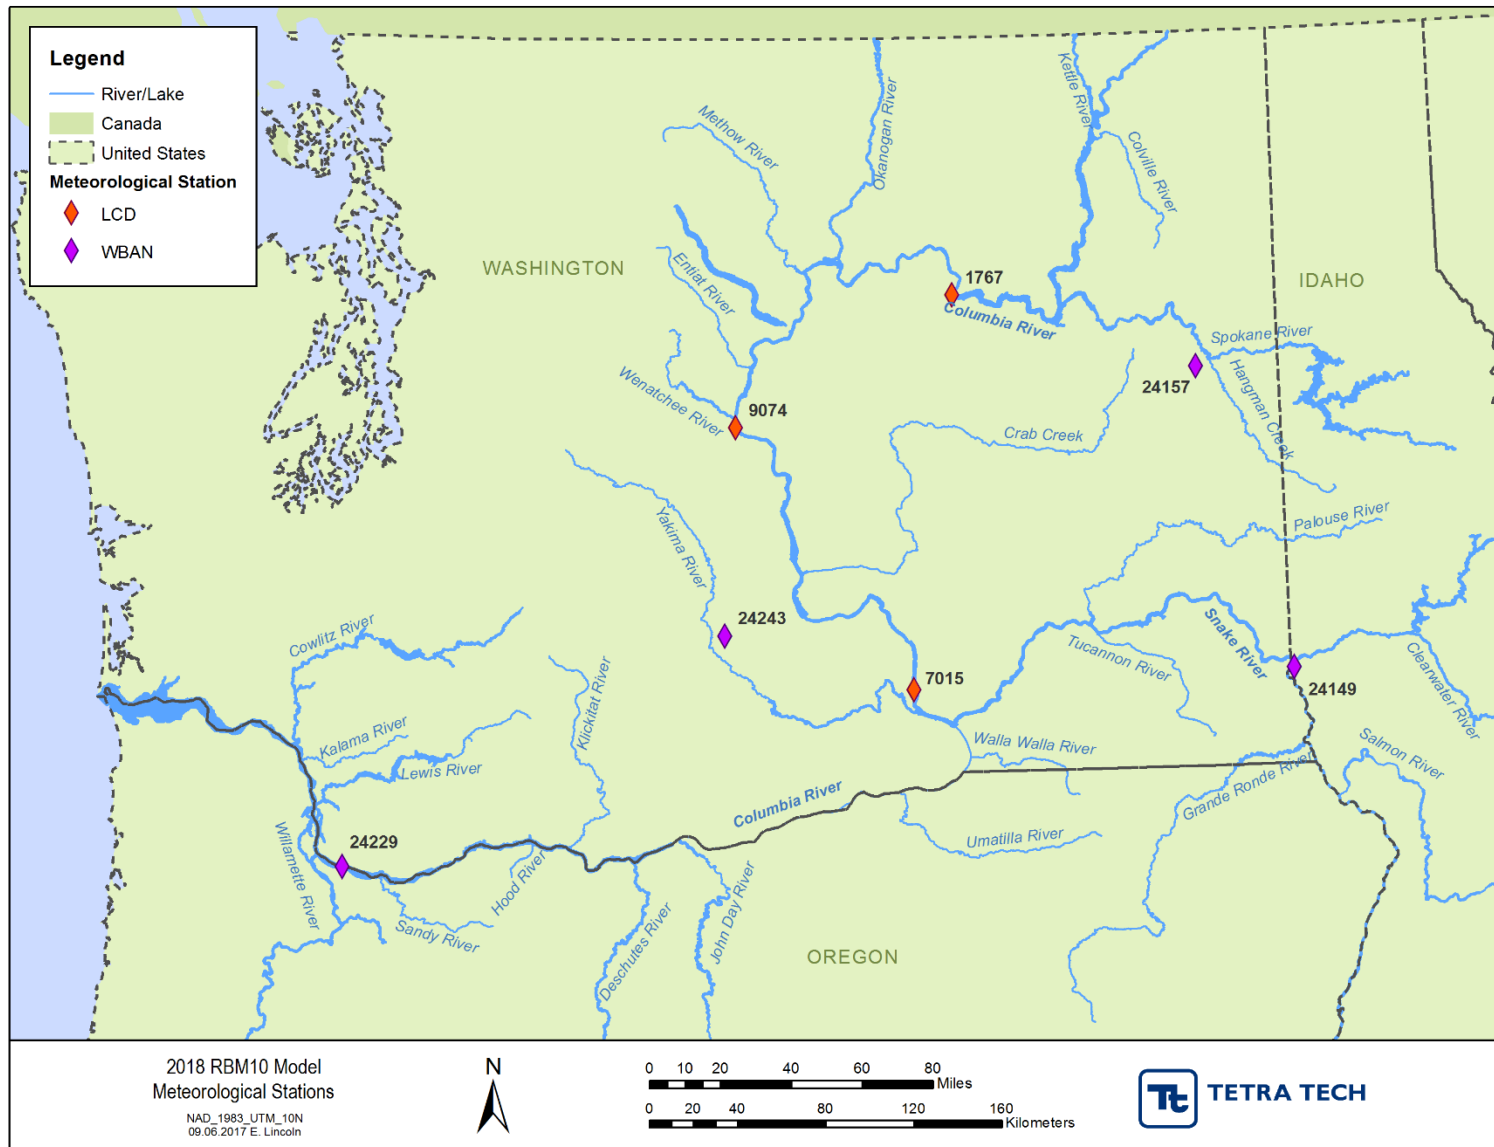 Legend
River/Lake
Canada
United States
Meteorological Station
LCD
WBAN
Methow River
Okanogan River
Kettle River
Colville River
WASHINGTON
Entiat River
1767
Columbia River
IDAHO
Spokane River
24157
Hangman Creek
Wenatchee River
9074
Crab Creek
Yakima River
Palouse River
24243
Cowlitz River
Klickitat River
7015
Tucannon River
Snake River
24149
Clearwater River
Kalama River
Lewis River
Walla Walla River
Salmon River
Grande Ronde River
Columbia River
Umatilla River
24229
Willamette River
Hood River
Sandy River
Deschutes River
John Day River
OREGON
2018 RBM10 Model
Meteorological Stations
NAD_1983_UTM_10N
09.06.2017 E. Lincoln
N
0 10 20 40 60 80
Miles
0 20 40 80 120 160
Kilometers
Tt TETRA TECH